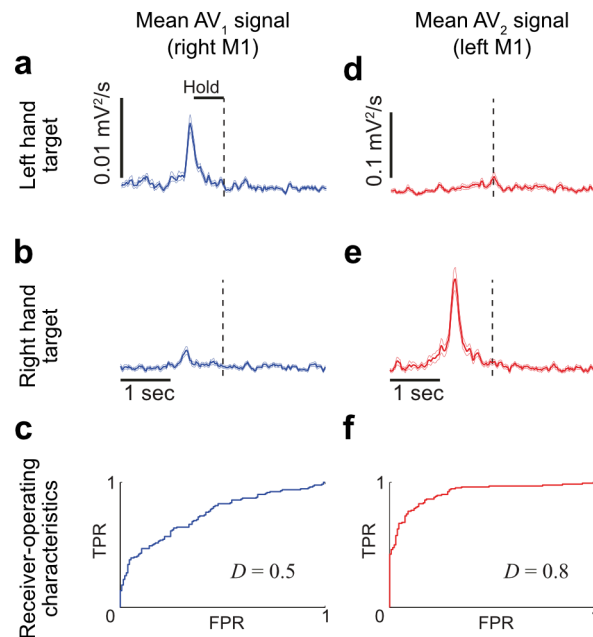 Mean AV1 signal
(right M1)
Mean AV2 signal
(left M1)
a
d
Left hand
target
0.01 mV2/s
Hold
0.1 mV2/s
b
e
Right hand
target
1 sec
1 sec
c
f
Receiver-operating
characteristics
1
TPR
0
D = 0.5
FPR
1
1
TPR
0
D = 0.8
FPR
1